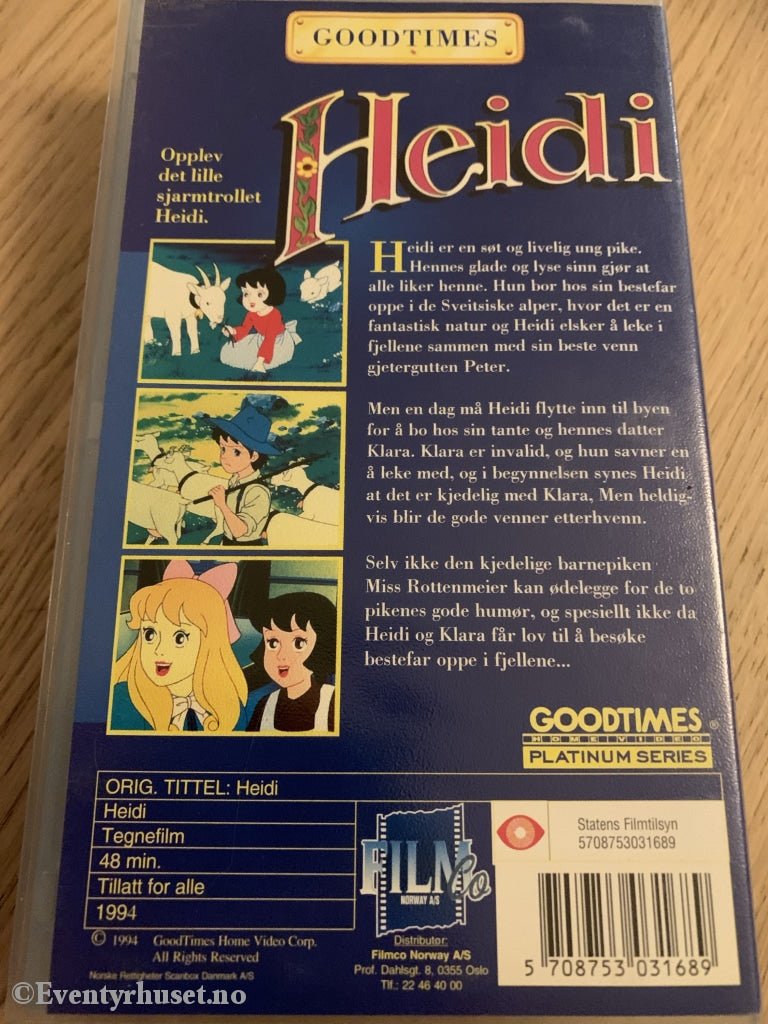 GOODTIMES
Heidi
Opplev
det lille
sjarmtrollet
Heidi.
Heidi er en søt og livelig ung pike.
Hennes glade og lyse sinn gjør at
alle liker henne. Hun bor hos sin bestefar
oppe i de Sveitsiske alper, hvor det er en
fantastisk natur og Heidi elsker å leke i
fjellene sammen med sin beste venn
gjetergutten Peter.
Men en dag må Heidi flytte inn til byen
for å bo hos sin tante og hennes datter
Klara. Klara er invalid, og hun savner en
å leke med, og i begynnelsen synes Heidi
at det er kjedelig med Klara, Men heldig-
vis blir de gode venner etterhvenn.
Selv ikke den kjedelige barnepiken
Miss Rottenmeier kan ødelegge for de to
pikenes gode humør, og spesiellt ikke da
Heidi og Klara får lov til å besøke
bestefar oppe i fjellene...
GOODTIMES®
HOME VIDEO
PLATINUM SERIES
ORIG. TITTEL: Heidi
Heidi
Tegnefilm
48 min.
Tillatt for alle
1994
© 1994 GoodTimes Home Video Corp.
All Rights Reserved
Norske Rettigheter Scanbox Danmark A/S
FILM Co
NORWAY A/S
Distributør:
Filmco Norway A/S
Prof. Dahlsgt. 8, 0355 Oslo
Tlf.: 22 46 40 00
Statens Filmtilsyn
5708753031689
5 708753 031689
©Eventyrhuset.no